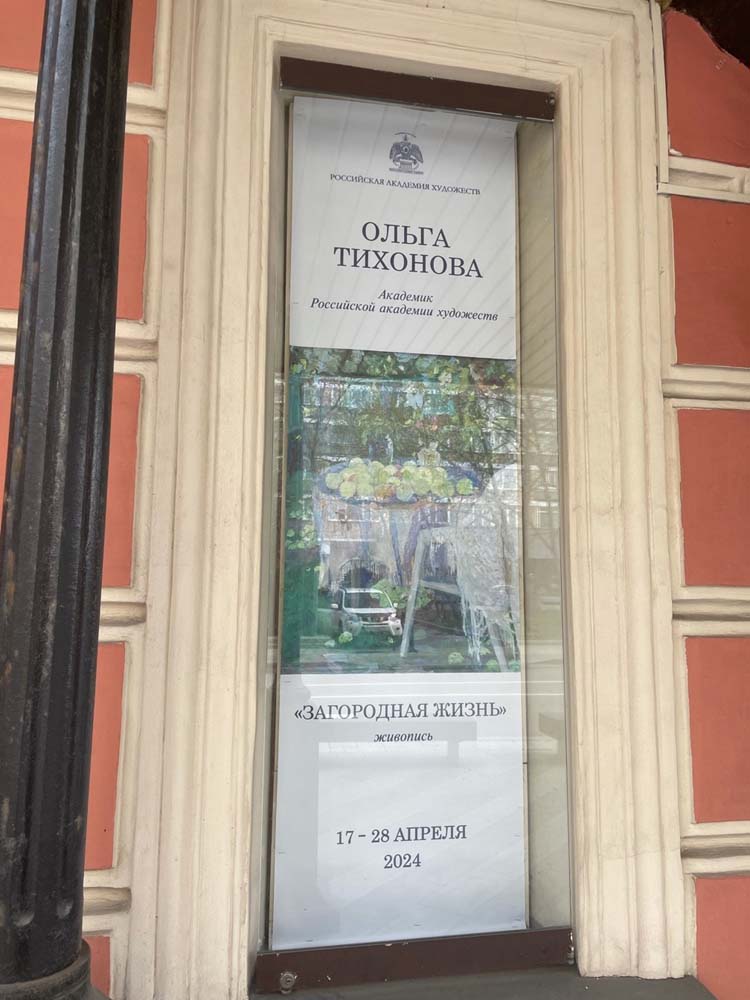 РОССИЙСКАЯ АКАДЕМИЯ ХУДОЖЕСТВ
ОЛЬГА
ТИХОНОВА
Академик
Российской академии художеств
«ЗАГОРОДНАЯ ЖИЗНЬ»
живопись
17 – 28 АПРЕЛЯ
2024